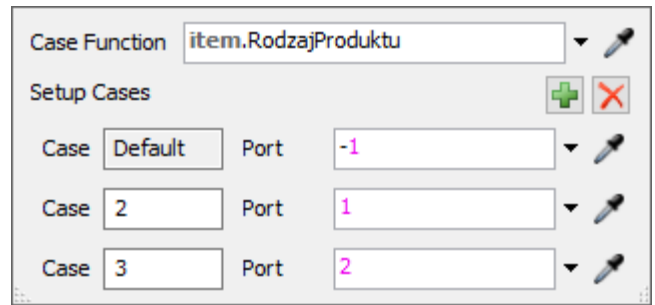 Case Function item.RodzajProduktu
Setup Cases
Case Default Port -1
Case 2 Port 1
Case 3 Port 2